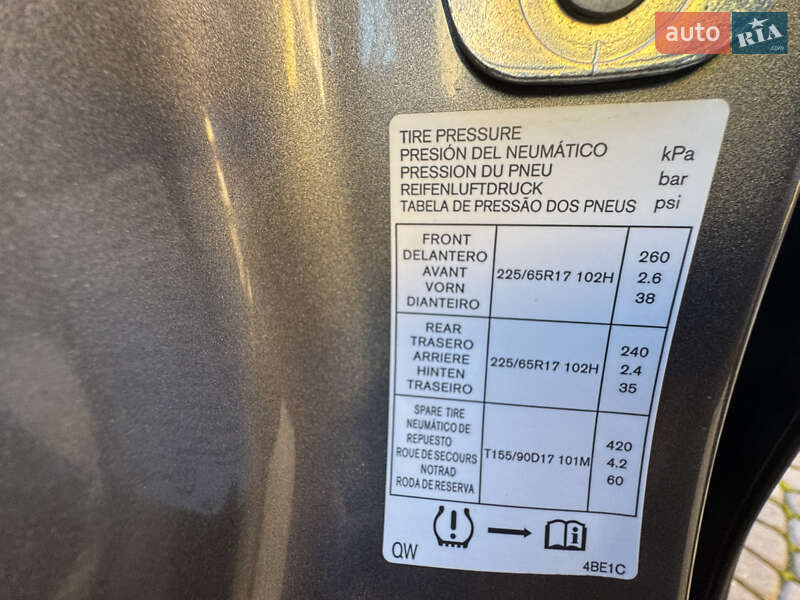 auto RIA .com
TIRE PRESSURE
PRESIÓN DEL NEUMÁTICO
PRESSION DU PNEU
REIFENLUFTDRUCK
TABELA DE PRESSÃO DOS PNEUS
kPa
bar
psi
FRONT
DELANTERO
AVANT
VORN
DIANTEIRO
225/65R17 102H
260
2.6
38
REAR
TRASERO
ARRIERE
HINTEN
TRASEIRO
225/65R17 102H
240
2.4
35
SPARE TIRE
NEUMÁTICO DE
REPUESTO
ROUE DE SECOURS
NOTRAD
RODA DE RESERVA
T155/90D17 101M
420
4.2
60
QW
4BE1C